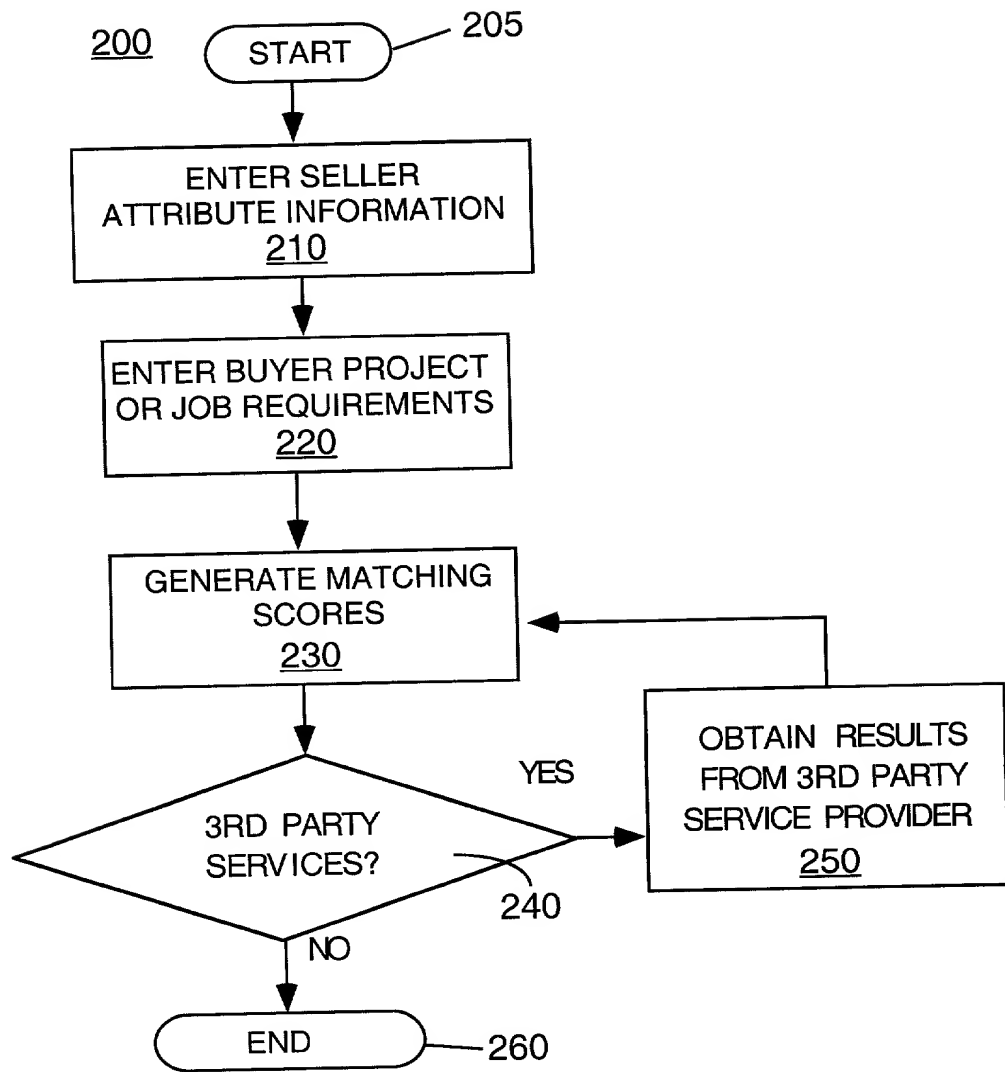 200
START
205
ENTER SELLER
ATTRIBUTE INFORMATION
210
ENTER BUYER PROJECT
OR JOB REQUIREMENTS
220
GENERATE MATCHING
SCORES
230
3RD PARTY
SERVICES?
240
YES
OBTAIN RESULTS
FROM 3RD PARTY
SERVICE PROVIDER
250
NO
END
260